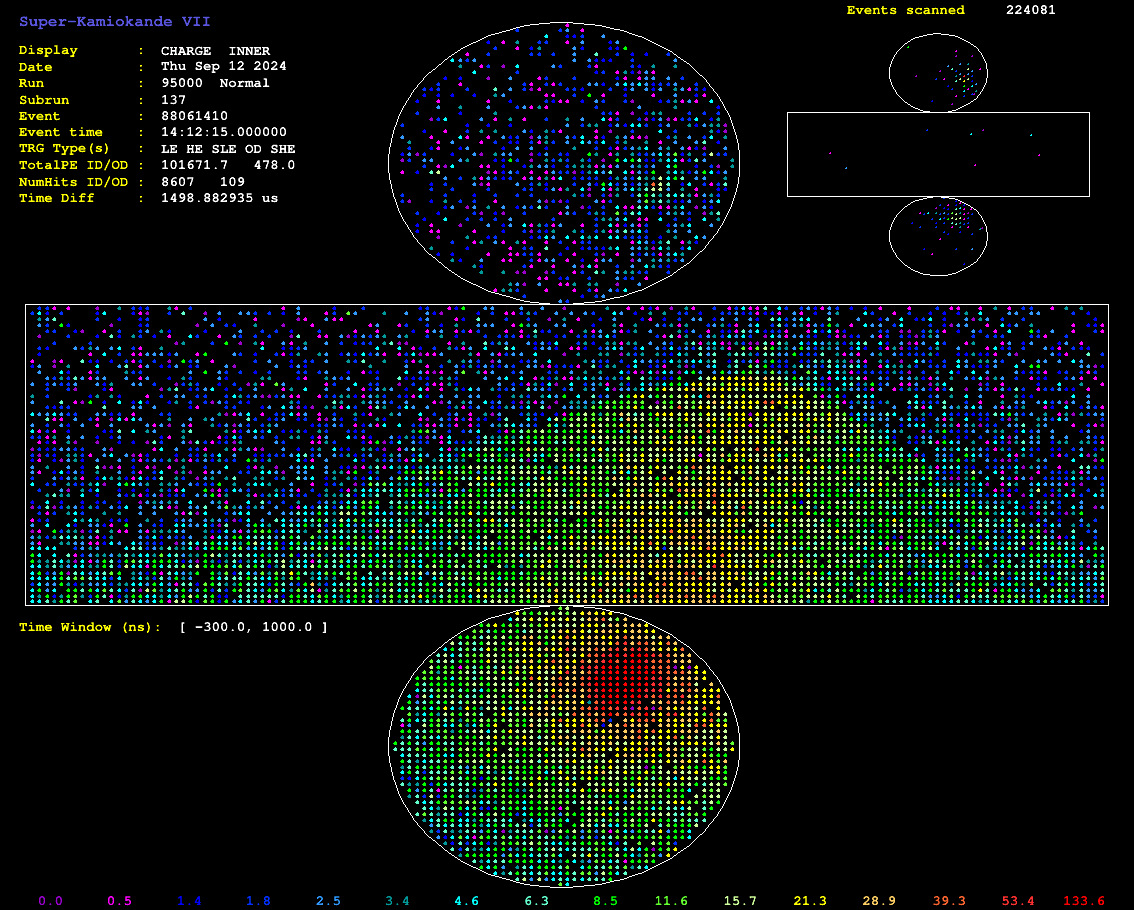 Super-Kamiokande VII
Display : CHARGE INNER
Date : Thu Sep 12 2024
Run : 95000 Normal
Subrun : 137
Event : 88061410
Event time : 14:12:15.000000
TRG Type(s) : LE HE SLE OD SHE
TotalPE ID/OD : 101671.7 478.0
NumHits ID/OD : 8607 109
Time Diff : 1498.882935 us
Events scanned 224081
Time Window (ns): [ -300.0, 1000.0 ]
0.0 0.5 1.4 1.8 2.5 3.4 4.6 6.3 8.5 11.6 15.7 21.3 28.9 39.3 53.4 133.6